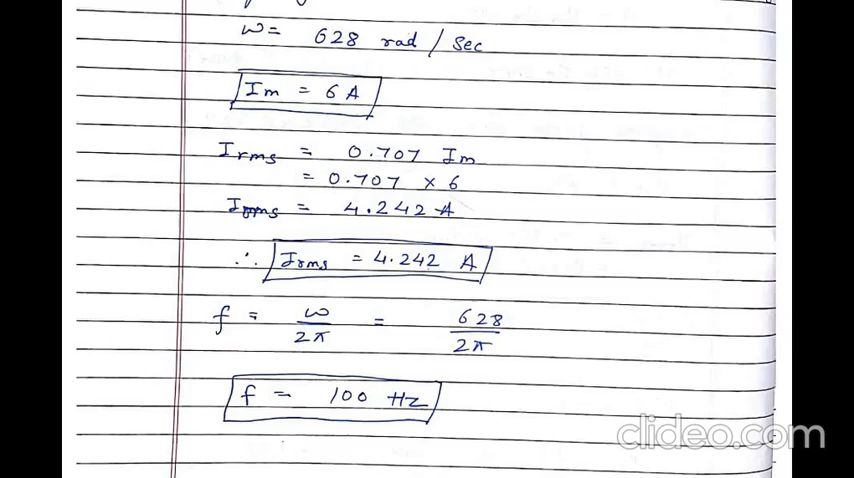 ω = 628 rad / Sec
Im = 6 A
Irms = 0.707 Im
= 0.707 × 6
Irms = 4.242 A
∴ Irms = 4.242 A
f = ω/2π = 628/2π
f = 100 Hz
clideo.com